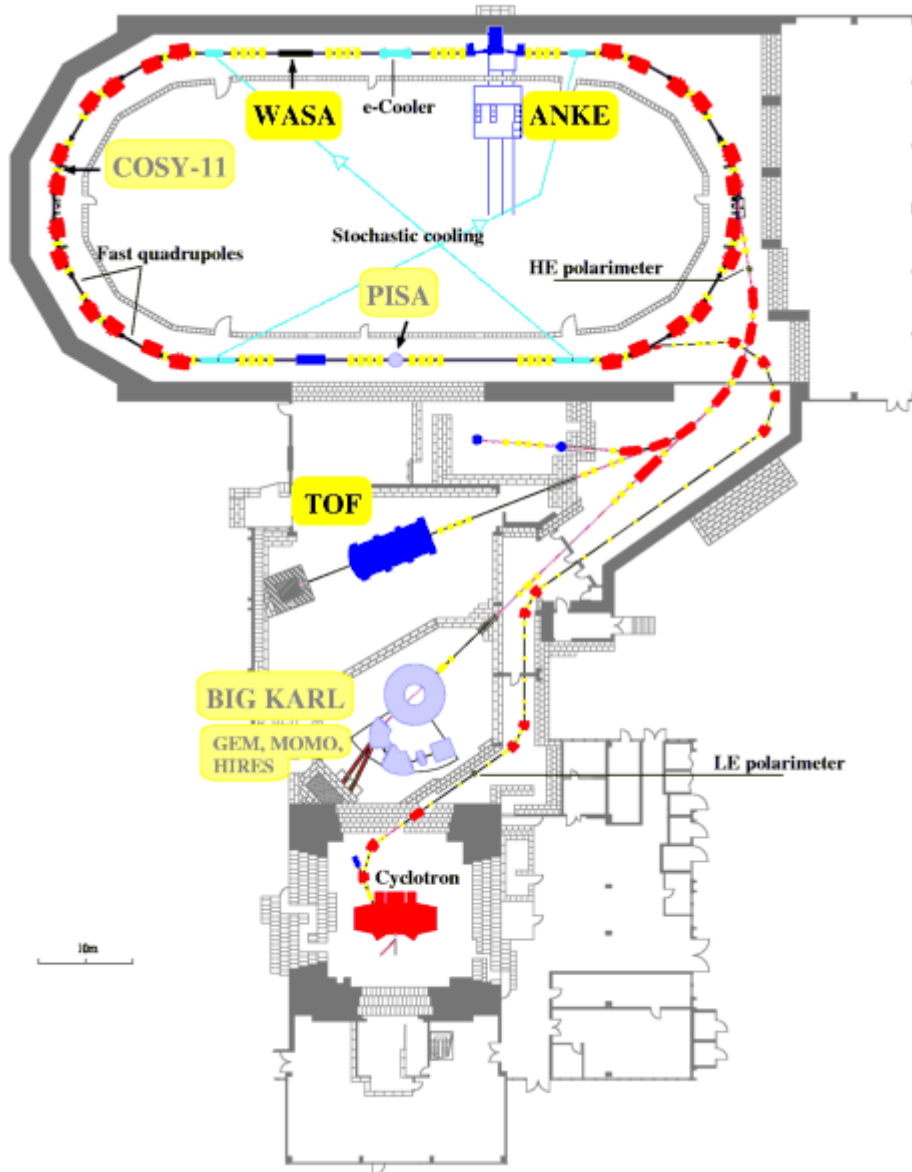 WASA
e-Cooler
ANKE
COSY-11
Stochastic cooling
Fast quadrupoles
HE polarimeter
PISA
TOF
BIG KARL
GEM, MOMO,
HIRES
LE polarimeter
Cyclotron
10m